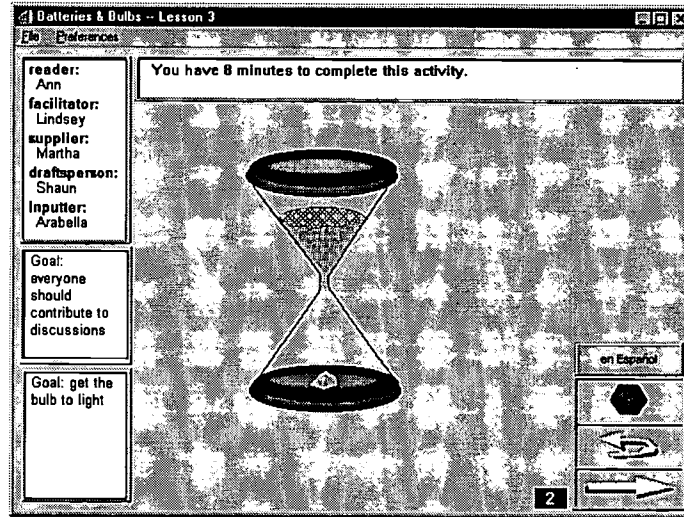 Batteries & Bulbs -- Lesson 3
File Preferences
reader:
Ann
facilitator:
Lindsey
supplier:
Martha
draftsperson:
Shaun
Inputter:
Arabella
Goal:
everyone
should
contribute to
discussions
Goal: get the
bulb to light
You have 8 minutes to complete this activity.
en Español
2